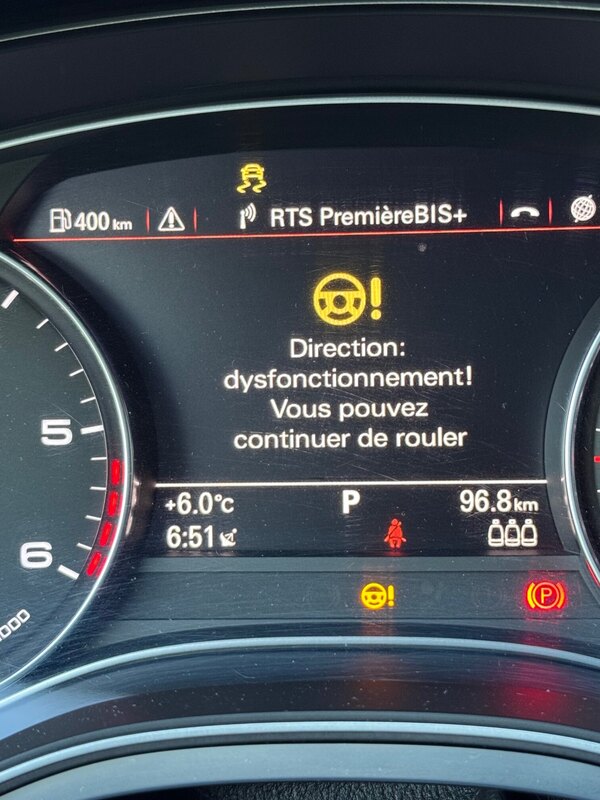 400 km
RTS PremièreBIS+
Direction:
dysfonctionnement!
Vous pouvez
continuer de rouler
+6.0°C P 96.8 km
6:51
5
6
P